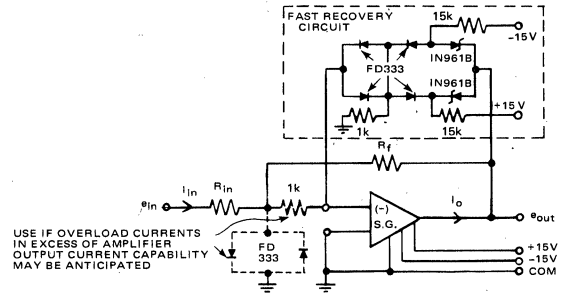 FAST RECOVERY
CIRCUIT
15k
-15V
IN961B
FD333
IN961B
+15V
1k
15k
Rf
ein
Iin
Rin
1k
(-)
S.G.
Io
eout
USE IF OVERLOAD CURRENTS
IN EXCESS OF AMPLIFIER
OUTPUT CURRENT CAPABILITY
MAY BE ANTICIPATED
FD
333
+15V
-15V
COM